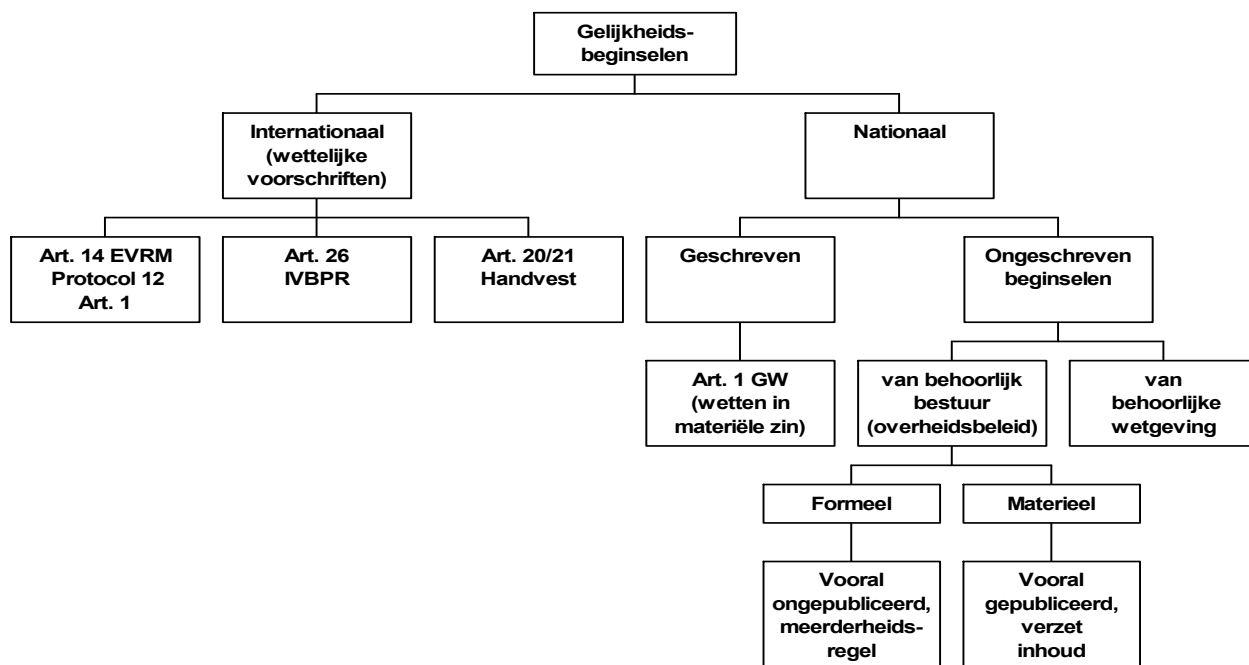 Gelijkheids-
beginselen
Internationaal
(wettelijke
voorschriften)
Nationaal
Art. 14 EVRM
Protocol 12
Art. 1
Art. 26
IVBPR
Art. 20/21
Handvest
Geschreven
Ongeschreven
beginselen
Art. 1 GW
(wetten in
materiële zin)
van behoorlijk
bestuur
(overheidsbeleid)
van
behoorlijke
wetgeving
Formeel
Materieel
Vooral
ongepubliceerd,
meerderheids-
regel
Vooral
gepubliceerd,
verzet
inhoud